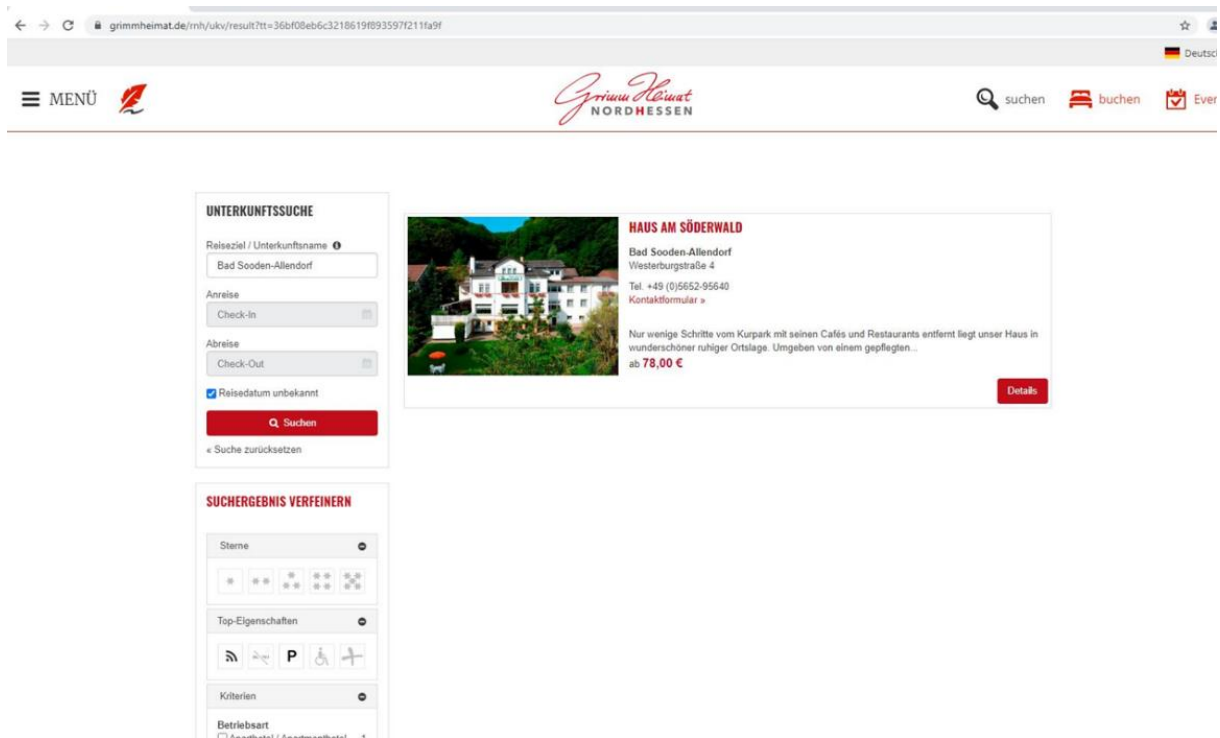 grimmheimat.de/rnh/ukv/result?tt=36bf08eb6c3218619f893597f211fa9f
MENÜ
Grimm Heimat
NORDHESSEN
suchen
buchen
UNTERKUNFTSSUCHE
Reiseziel / Unterkunftsname
Bad Sooden-Allendorf
Anreise
Check-In
Abreise
Check-Out
Reisedatum unbekannt
Suchen
« Suche zurücksetzen
HAUS AM SÖDERWALD
Bad Sooden-Allendorf
Westerburgstraße 4
Tel. +49 (0)5652-95640
Kontaktformular »
Nur wenige Schritte vom Kurpark mit seinen Cafés und Restaurants entfernt liegt unser Haus in
wunderschöner ruhiger Ortslage. Umgeben von einem gepflegten...
ab 78,00 €
Details
SUCHERGEBNIS VERFEINERN
Sterne
Top-Eigenschaften
P
Kriterien
Betriebsart